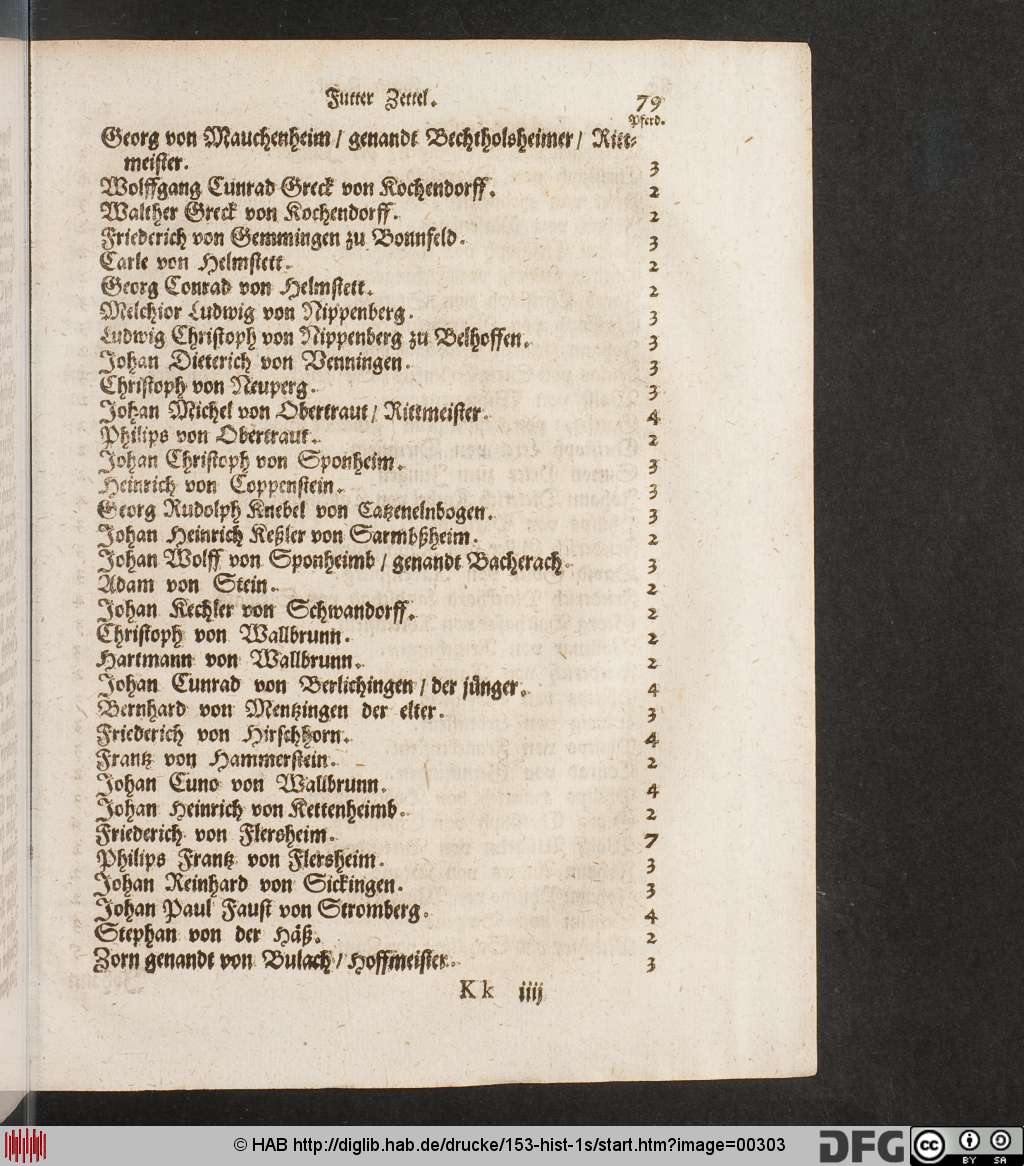 Futter Zettel. 79
Pferd.
Georg von Mauchenheim / genandt Bechtholsheimer / Ritt-
meister. 3
Wolffgang Cunrad Greck von Kochendorff. 2
Walther Greck von Kochendorff. 2
Friederich von Gemmingen zu Bonnfeld. 3
Carle von Helmstett. 2
Georg Conrad von Helmstett. 2
Melchior Ludwig von Nippenberg. 3
Ludwig Christoph von Nippenberg zu Belhoffen. 3
Johan Dieterich von Venningen. 3
Christoph von Neuperg. 3
Johan Michel von Obertraut / Rittmeister. 4
Philips von Obertraut. 2
Johan Christoph von Sponheim. 3
Heinrich von Coppenstein. 3
Georg Rudolph Knebel von Catzenelnbogen. 3
Johan Heinrich Keßler von Sarmbßheim. 2
Johan Wolff von Sponheimb / genandt Bacherach. 3
Adam von Stein. 2
Johan Kechler von Schwandorff. 2
Christoph von Wallbrunn. 2
Hartmann von Wallbrunn. 2
Johan Cunrad von Berlichingen / der jünger. 4
Bernhard von Mentzingen der elter. 3
Friederich von Hirschhorn. 4
Frantz von Hammerstein. 2
Johan Cuno von Wallbrunn. 4
Johan Heinrich von Kettenheimb. 2
Friederich von Flersheim. 7
Philips Frantz von Flersheim. 3
Johan Reinhard von Sickingen. 3
Johan Paul Faust von Stromberg. 4
Stephan von der Häß. 2
Zorn genandt von Bulach / Hoffmeister. 3
Kk iiij
© HAB http://diglib.hab.de/drucke/153-hist-1s/start.htm?image=00303
DFG
cc BY SA